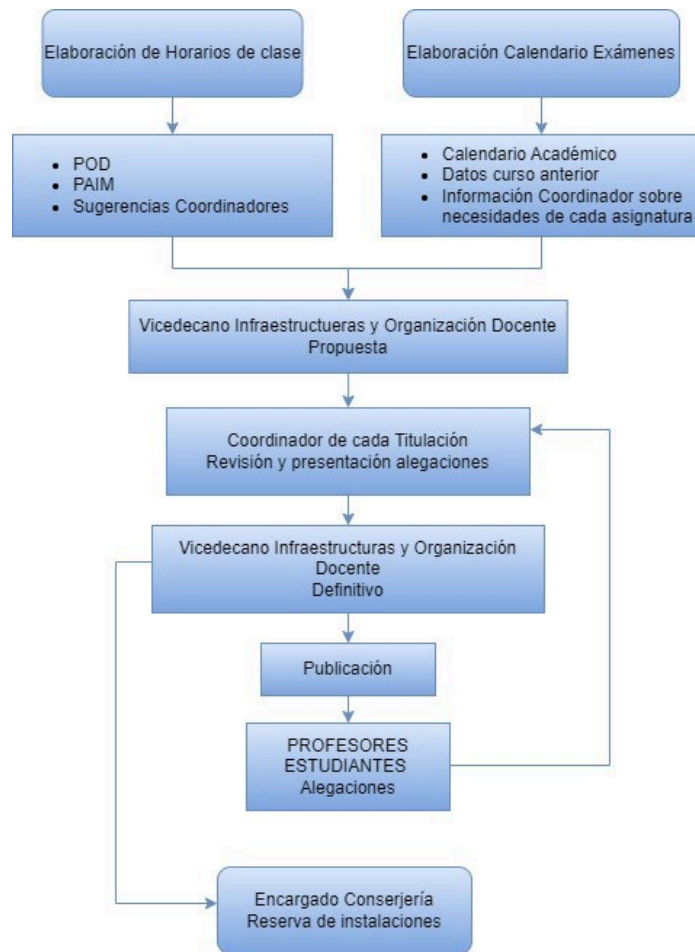 Elaboración de Horarios de clase
Elaboración Calendario Exámenes
POD
PAIM
Sugerencias Coordinadores
Calendario Académico
Datos curso anterior
Información Coordinador sobre
necesidades de cada asignatura
Vicedecano Infraestructueras y Organización Docente
Propuesta
Coordinador de cada Titulación
Revisión y presentación alegaciones
Vicedecano Infraestructuras y Organización
Docente
Definitivo
Publicación
PROFESORES
ESTUDIANTES
Alegaciones
Encargado Conserjería
Reserva de instalaciones